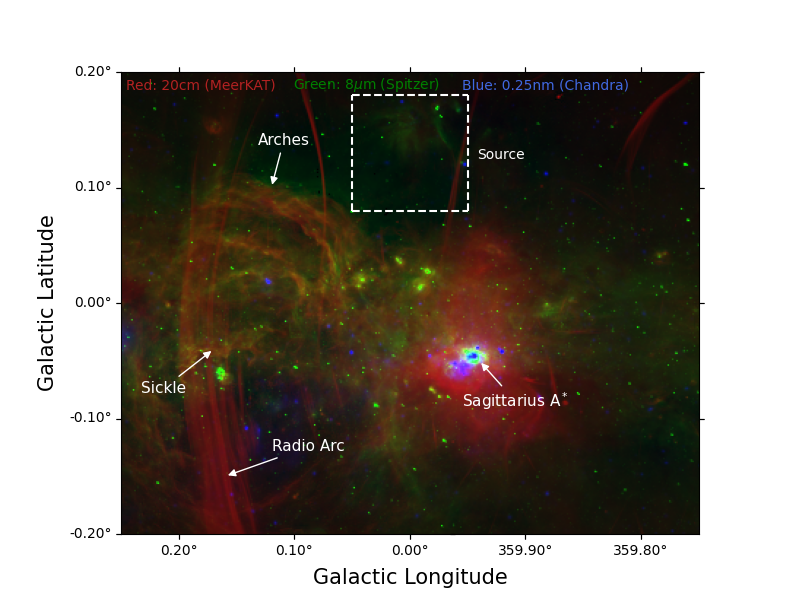 0.20°
Red: 20cm (MeerKAT) Green: 8μm (Spitzer) Blue: 0.25nm (Chandra)
Arches
Source
0.10°
0.00°
Galactic Latitude
Sickle
Sagittarius A*
-0.10°
Radio Arc
-0.20°
0.20° 0.10° 0.00° 359.90° 359.80°
Galactic Longitude